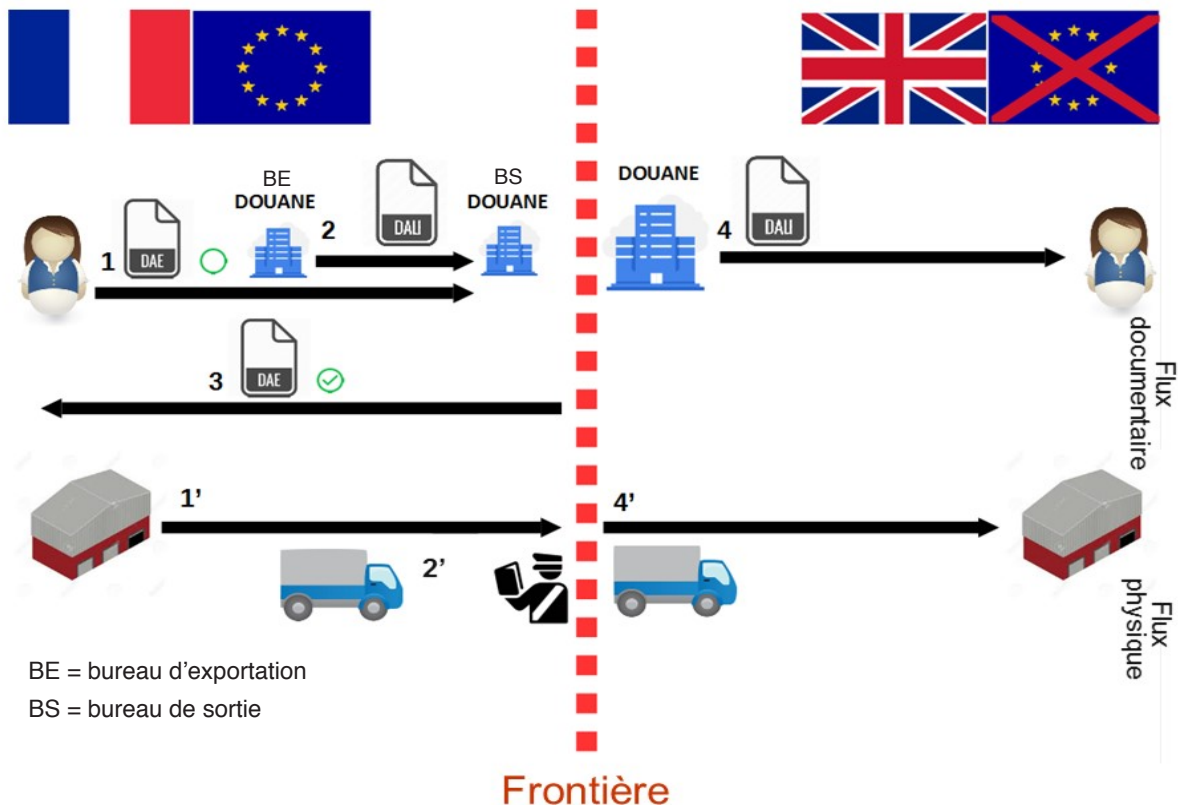 BE
DOUANE
BS
DOUANE
DOUANE
1
DAE
2
DAU
4
DAU
3
DAE
Flux
documentaire
1'
2'
4'
Flux
physique
BE = bureau d'exportation
BS = bureau de sortie
Frontière